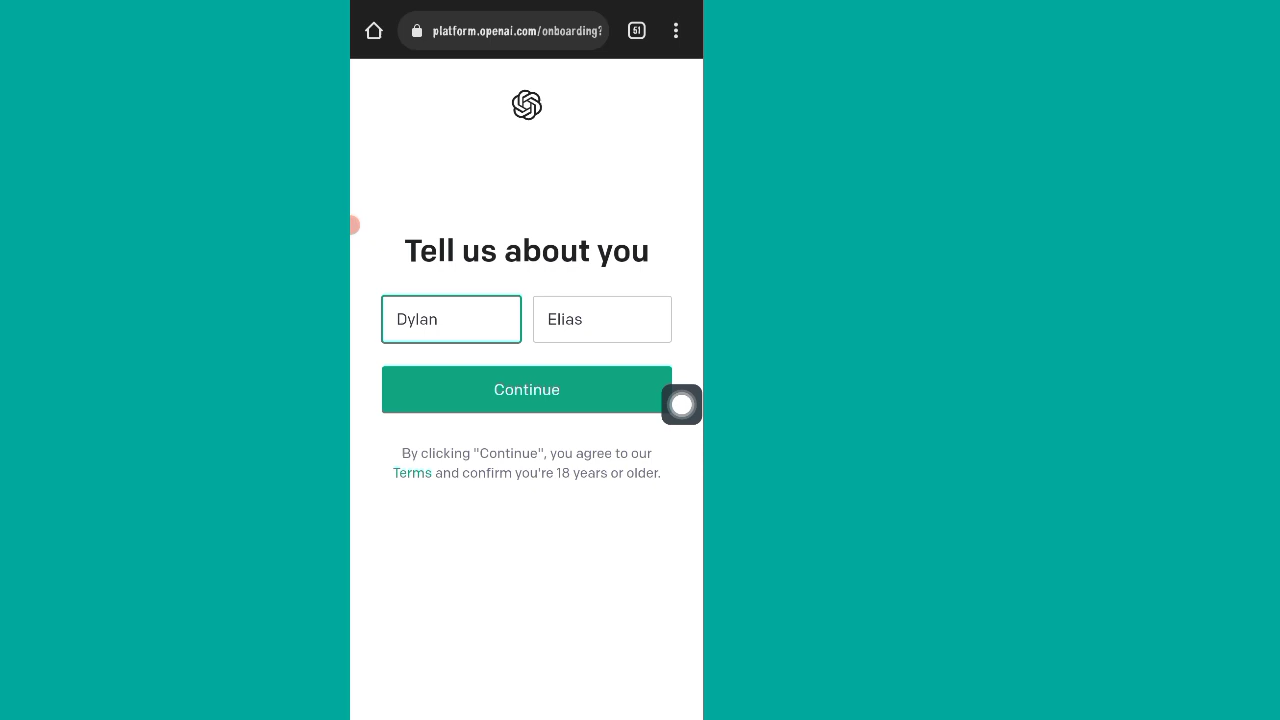 platform.openai.com/onboarding?
51
Tell us about you
Dylan
Elias
Continue
By clicking "Continue", you agree to our
Terms and confirm you're 18 years or older.